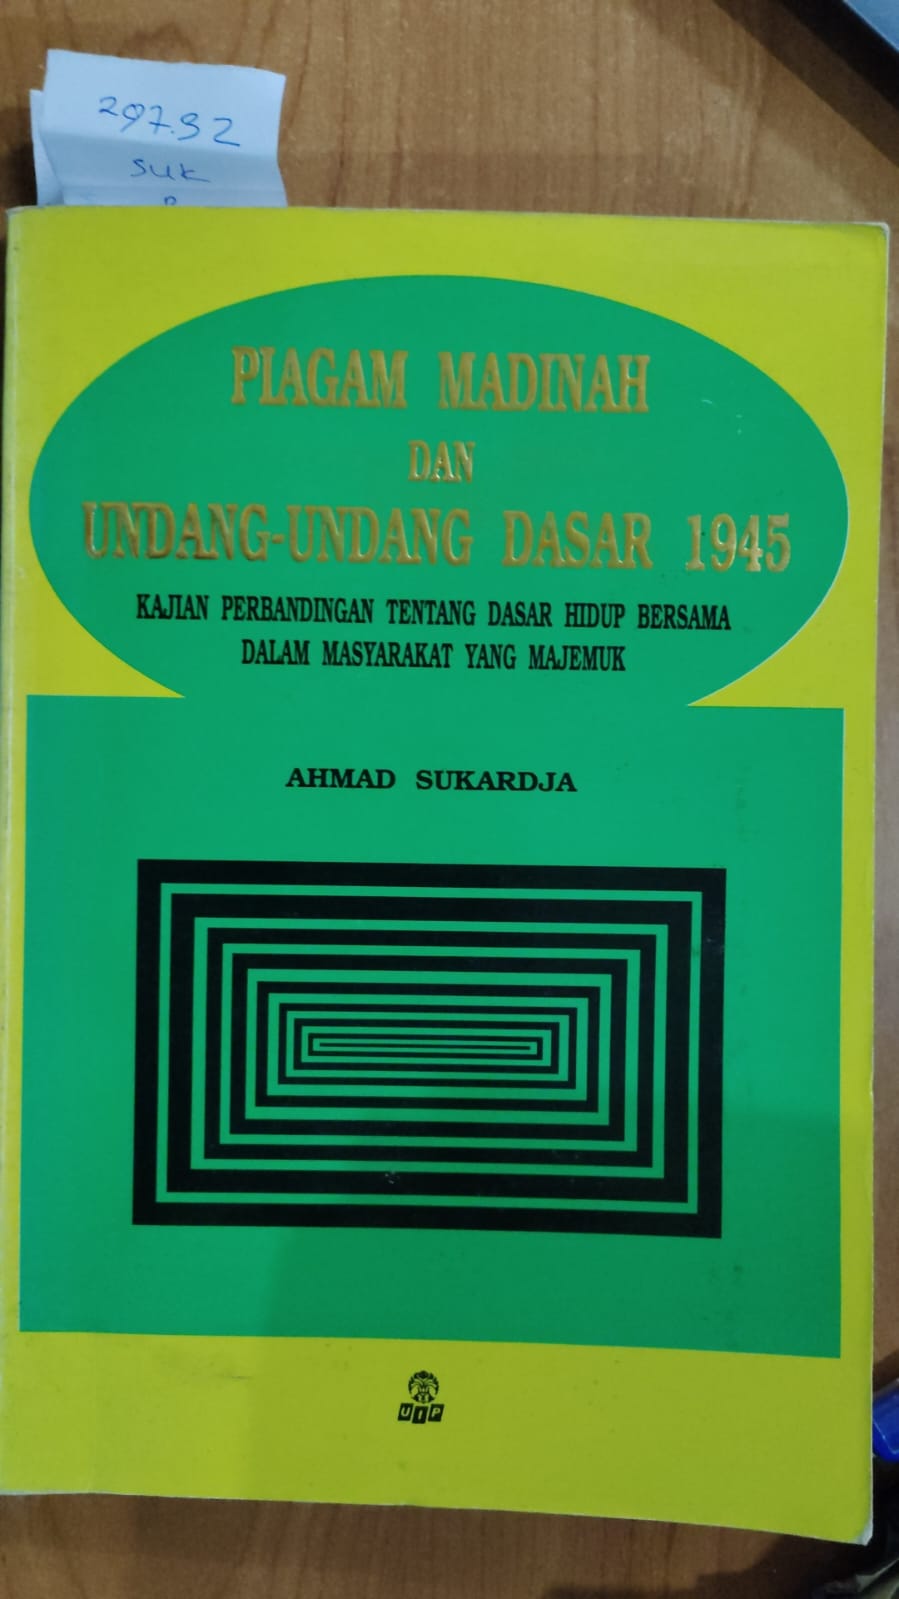 297.92
Suk
P
PIAGAM MADINAH
DAN
UNDANG-UNDANG DASAR 1945
KAJIAN PERBANDINGAN TENTANG DASAR HIDUP BERSAMA
DALAM MASYARAKAT YANG MAJEMUK
AHMAD SUKARDJA
UIP